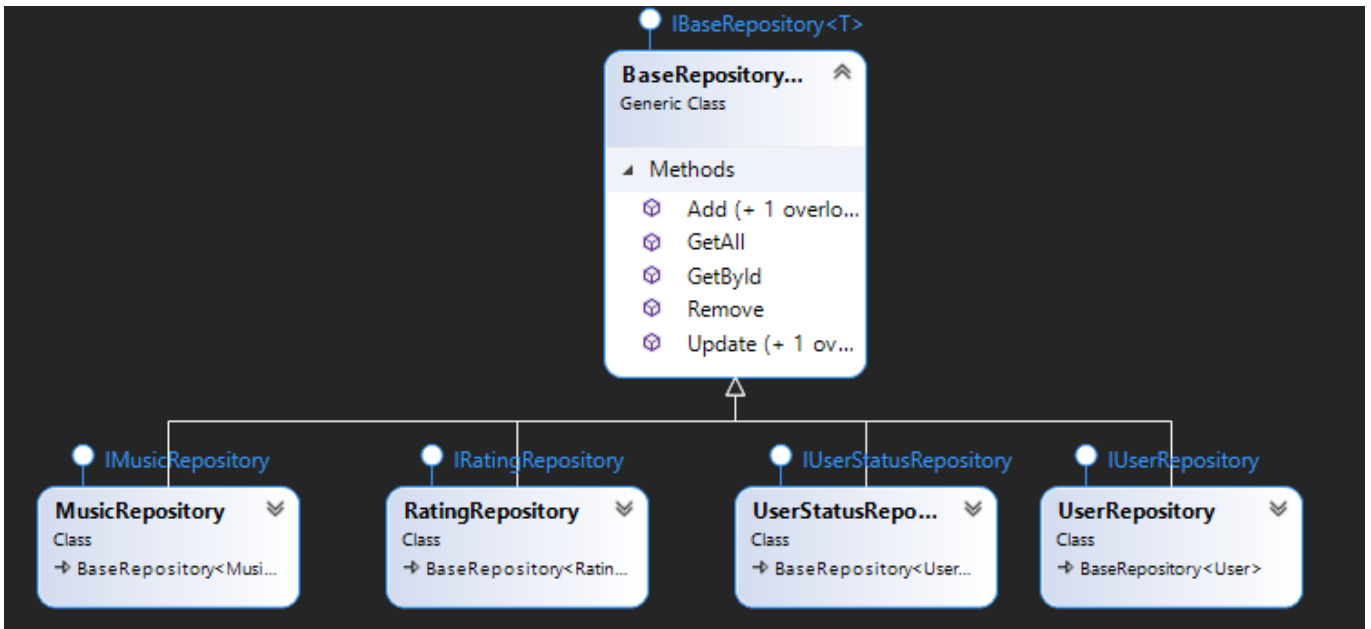 IBaseRepository<T>
BaseRepository...
Generic Class
Methods
Add (+ 1 overlo...
GetAll
GetById
Remove
Update (+ 1 ov...
IMusicRepository
IRatingRepository
IUserStatusRepository
IUserRepository
MusicRepository
Class
BaseRepository<Musi...
RatingRepository
Class
BaseRepository<Ratin...
UserStatusRepo...
Class
BaseRepository<User...
UserRepository
Class
BaseRepository<User>